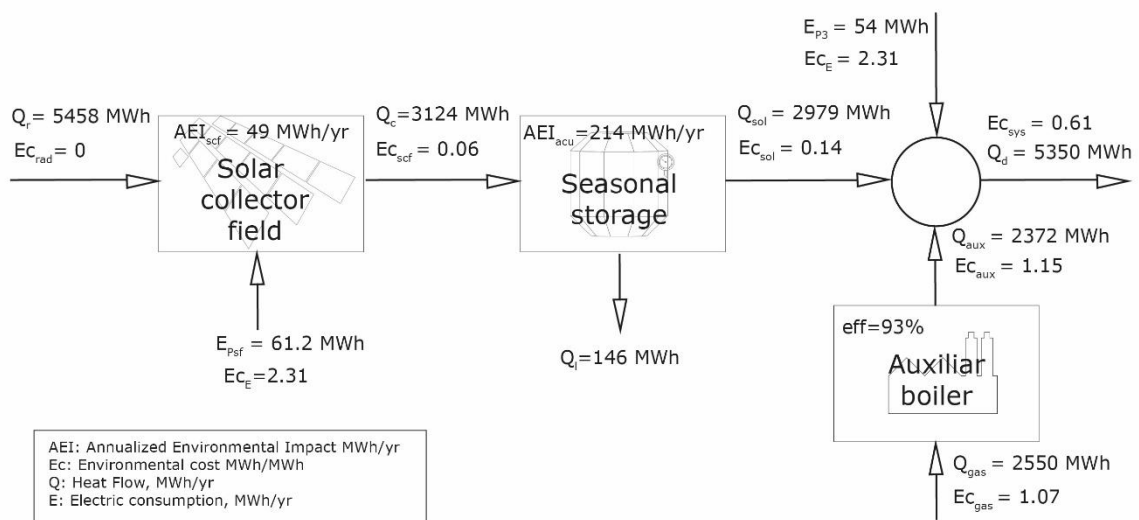 E_P3 = 54 MWh
Ec_E = 2.31
Q_r = 5458 MWh
Ec_rad = 0
AEI_scf = 49 MWh/yr
Solar
collector
field
Q_c = 3124 MWh
Ec_scf = 0.06
AEI_acu =214 MWh/yr
Seasonal
storage
Q_sol = 2979 MWh
Ec_sol = 0.14
Ec_sys = 0.61
Q_d = 5350 MWh
Q_aux = 2372 MWh
Ec_aux = 1.15
E_Psf = 61.2 MWh
Ec_E=2.31
Q_l=146 MWh
eff=93%
Auxiliar
boiler
Q_gas = 2550 MWh
Ec_gas = 1.07
AEI: Annualized Environmental Impact MWh/yr
Ec: Environmental cost MWh/MWh
Q: Heat Flow, MWh/yr
E: Electric consumption, MWh/yr